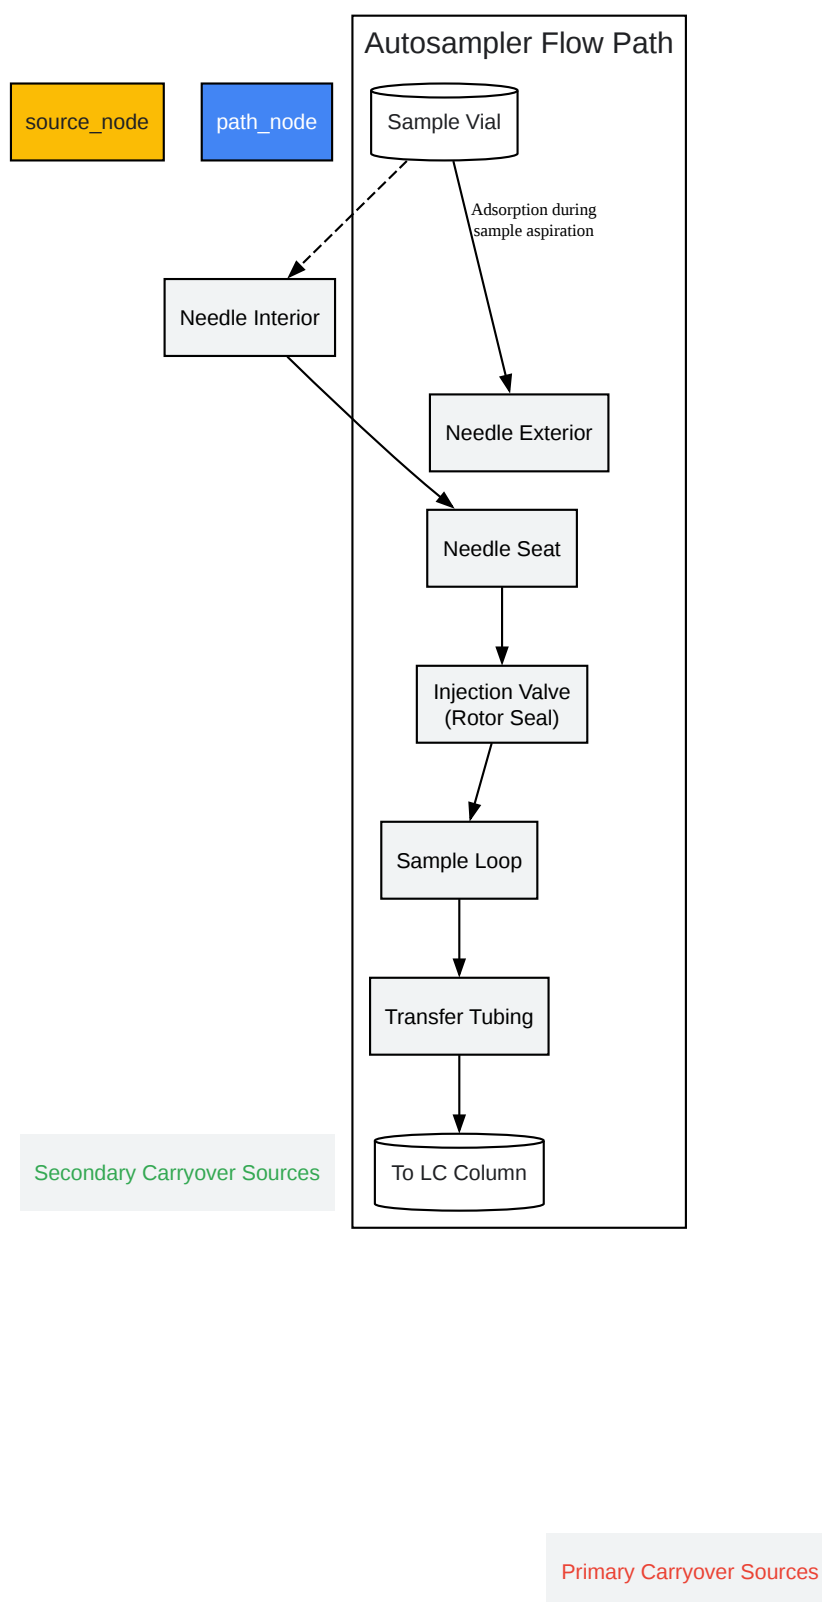 Autosampler Flow Path
source_node
path_node
Sample Vial
Adsorption during
sample aspiration
Needle Interior
Needle Exterior
Needle Seat
Injection Valve
(Rotor Seal)
Sample Loop
Transfer Tubing
Secondary Carryover Sources
To LC Column
Primary Carryover Sources